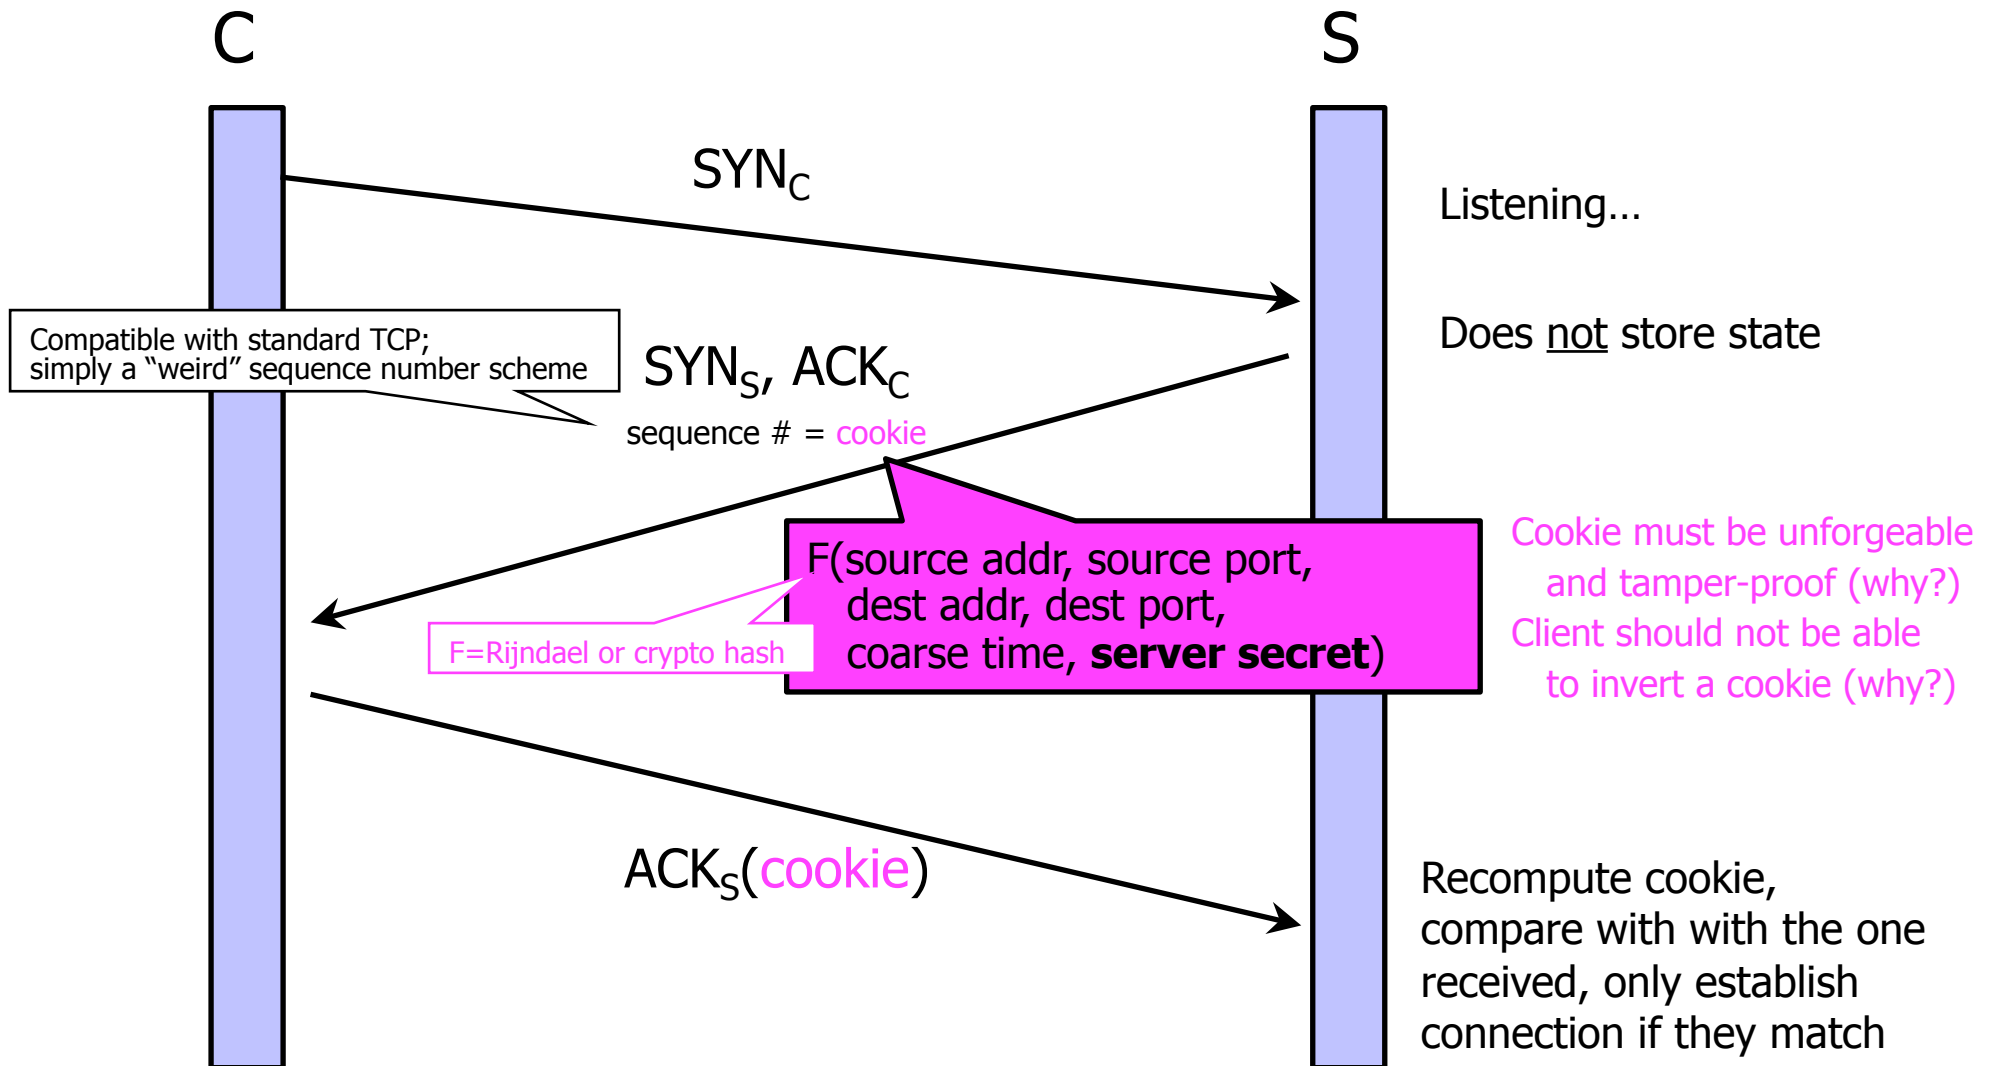 C
S
SYNC
Listening…
Does not store state
Compatible with standard TCP;
simply a “weird” sequence number scheme
SYNS, ACKC
sequence # = cookie
F(source addr, source port,
dest addr, dest port,
coarse time, server secret)
F=Rijndael or crypto hash
Cookie must be unforgeable
and tamper-proof (why?)
Client should not be able
to invert a cookie (why?)
ACKS(cookie)
Recompute cookie,
compare with with the one
received, only establish
connection if they match